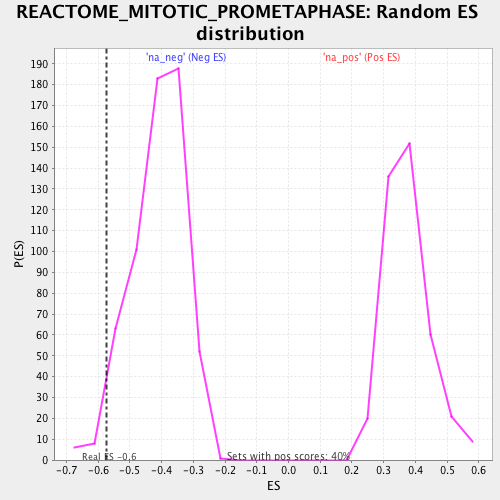 REACTOME_MITOTIC_PROMETAPHASE: Random ES
distribution
'na_neg' (Neg ES)
'na_pos' (Pos ES)
190
180
170
160
150
140
130
120
110
100
90
80
70
60
50
40
30
20
10
0
P(ES)
Real ES -0.6
Sets with pos scores: 40%
-0.7 -0.6 -0.5 -0.4 -0.3 -0.2 -0.1 0.0 0.1 0.2 0.3 0.4 0.5 0.6
ES